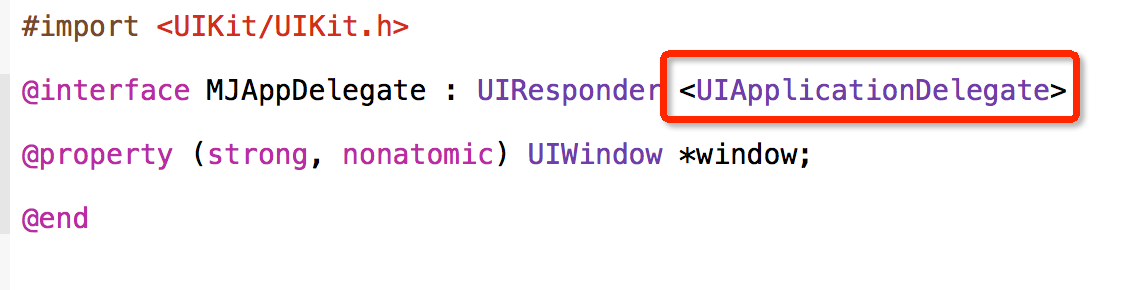 #import <UIKit/UIKit.h>
@interface MJAppDelegate : UIResponder <UIApplicationDelegate>
@property (strong, nonatomic) UIWindow *window;
@end